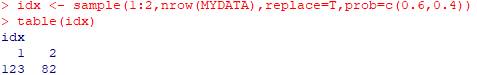 > idx <- sample(1:2,nrow(MYDATA),replace=T,prob=c(0.6,0.4))
> table(idx)
idx
  1   2
123  82